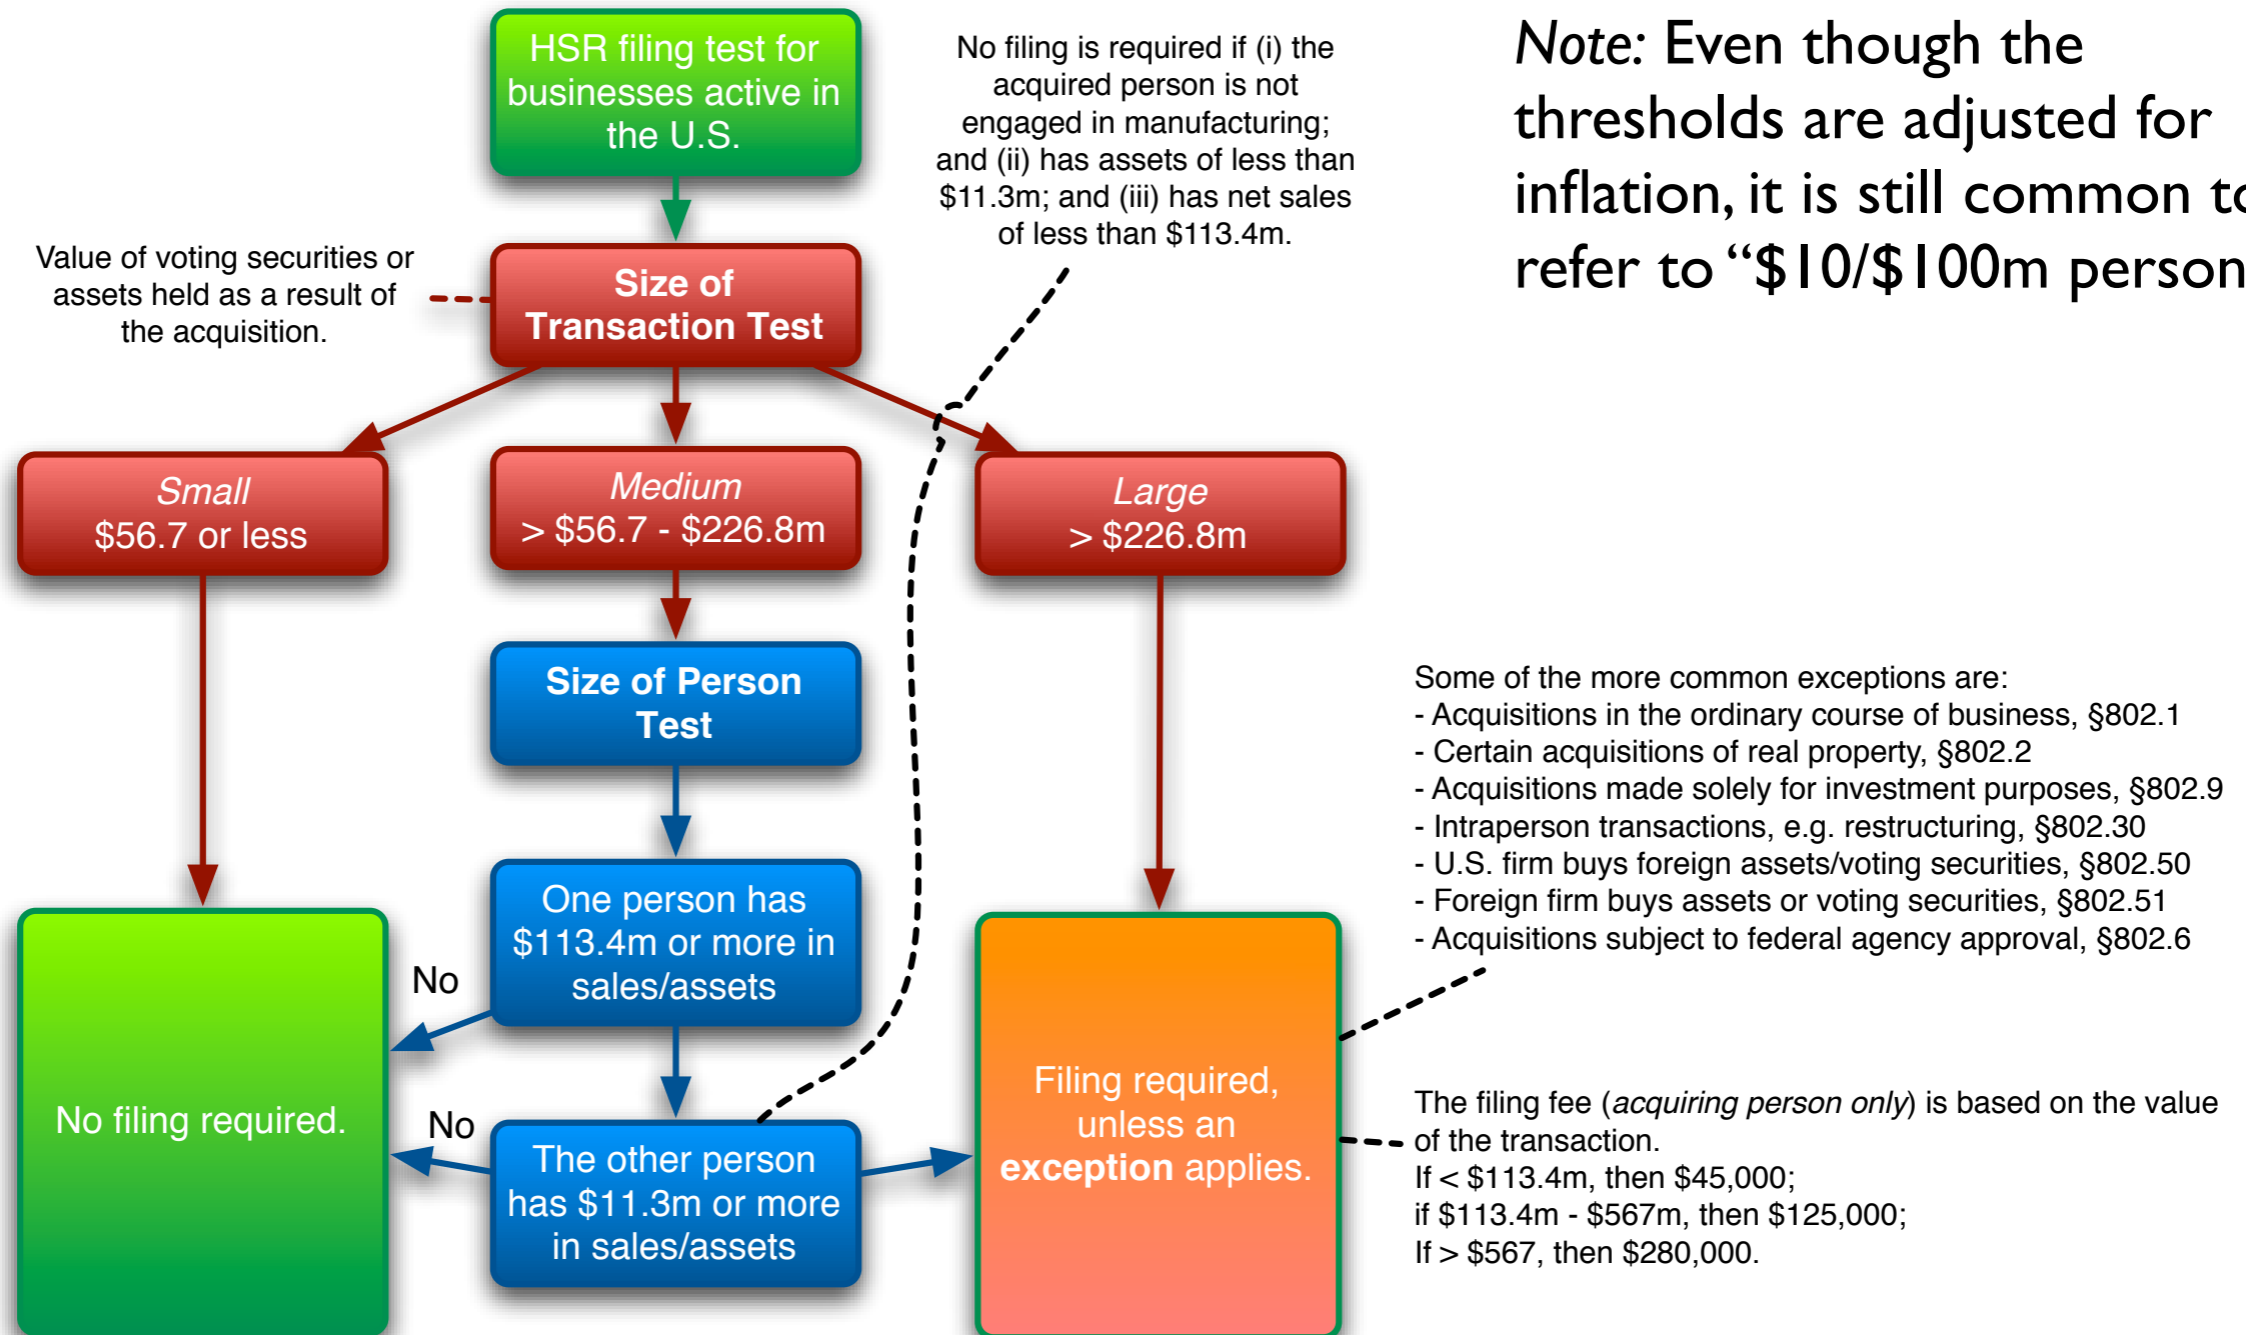 HSR filing test for
businesses active in
the U.S.
No filing is required if (i) the
acquired person is not
engaged in manufacturing;
and (ii) has assets of less than
$11.3m; and (iii) has net sales
of less than $113.4m.
Note: Even though the
thresholds are adjusted for
inflation, it is still common
refer to “$10/$100m person
Value of voting securities or
assets held as a result of
the acquisition.
Size of
Transaction Test
Small
$56.7 or less
Medium
> $56.7 - $226.8m
Large
> $226.8m
Size of Person
Test
Some of the more common exceptions are:
- Acquisitions in the ordinary course of business, §802.1
- Certain acquisitions of real property, §802.2
- Acquisitions made solely for investment purposes, §802.9
- Intraperson transactions, e.g. restructuring, §802.30
- U.S. firm buys foreign assets/voting securities, §802.50
- Foreign firm buys assets or voting securities, §802.51
- Acquisitions subject to federal agency approval, §802.6
One person has
$113.4m or more in
sales/assets
No
No filing required.
No
The other person
has $11.3m or more
in sales/assets
Filing required,
unless an
exception applies.
The filing fee (acquiring person only) is based on the value
of the transaction.
If < $113.4m, then $45,000;
if $113.4m - $567m, then $125,000;
If > $567, then $280,000.